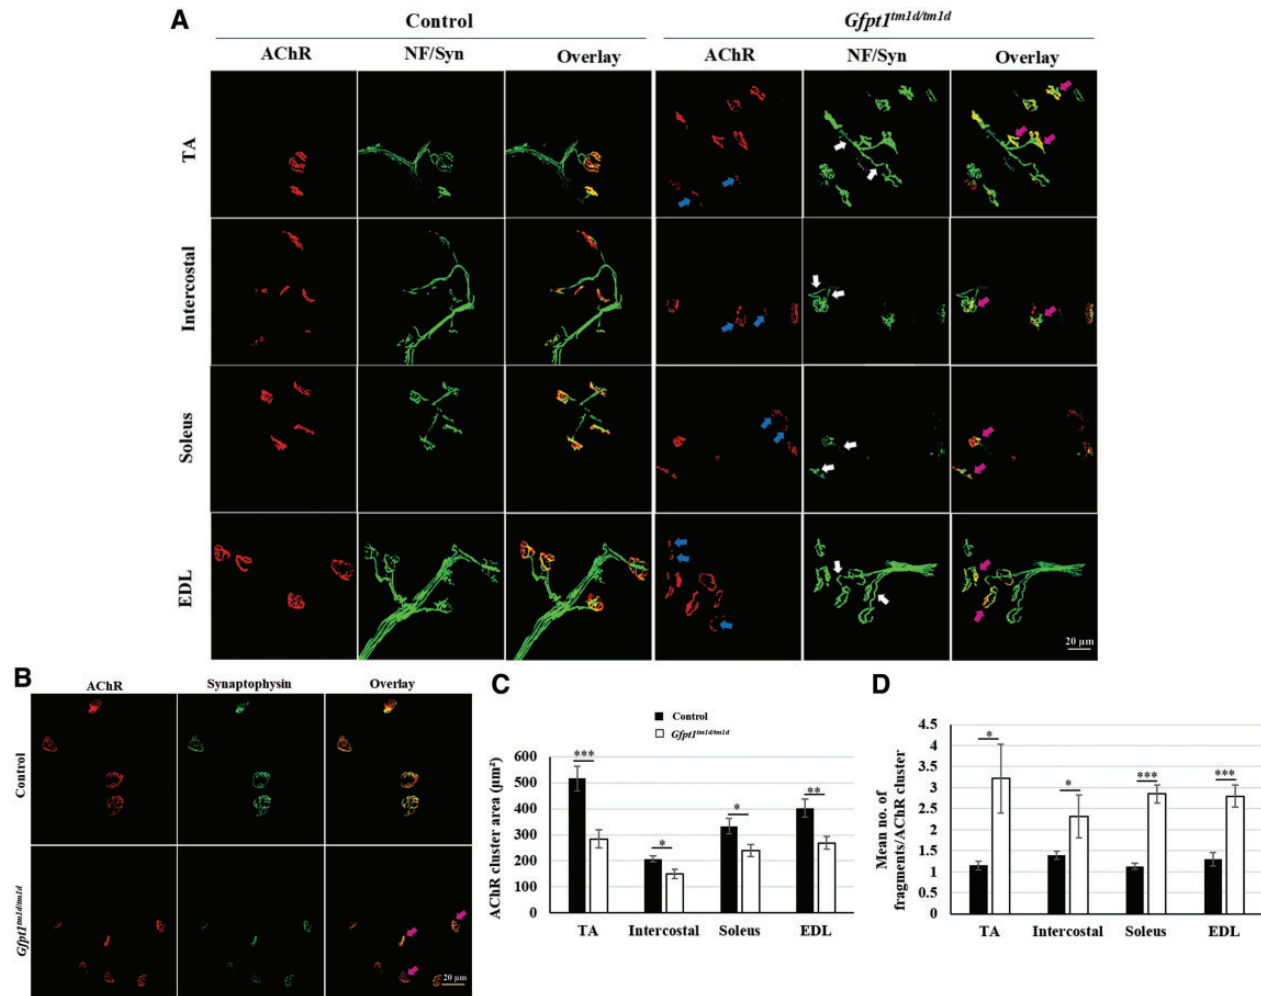 A
Control
Gfpt1tm1d/tm1d
AChR
NF/Syn
Overlay
AChR
NF/Syn
Overlay
TA
Intercostal
Soleus
EDL
20 µm
B
AChR
Synaptophysin
Overlay
Control
Gfpt1tm1d/tm1d
20 µm
C
Control
Gfpt1tm1d/tm1d
AChR cluster area (µm²)
600
500
400
300
200
100
0
***
*
*
**
TA
Intercostal
Soleus
EDL
D
Mean no. of
fragments/AChR cluster
4.5
4
3.5
3
2.5
2
1.5
1
0.5
0
*
*
***
***
TA
Intercostal
Soleus
EDL